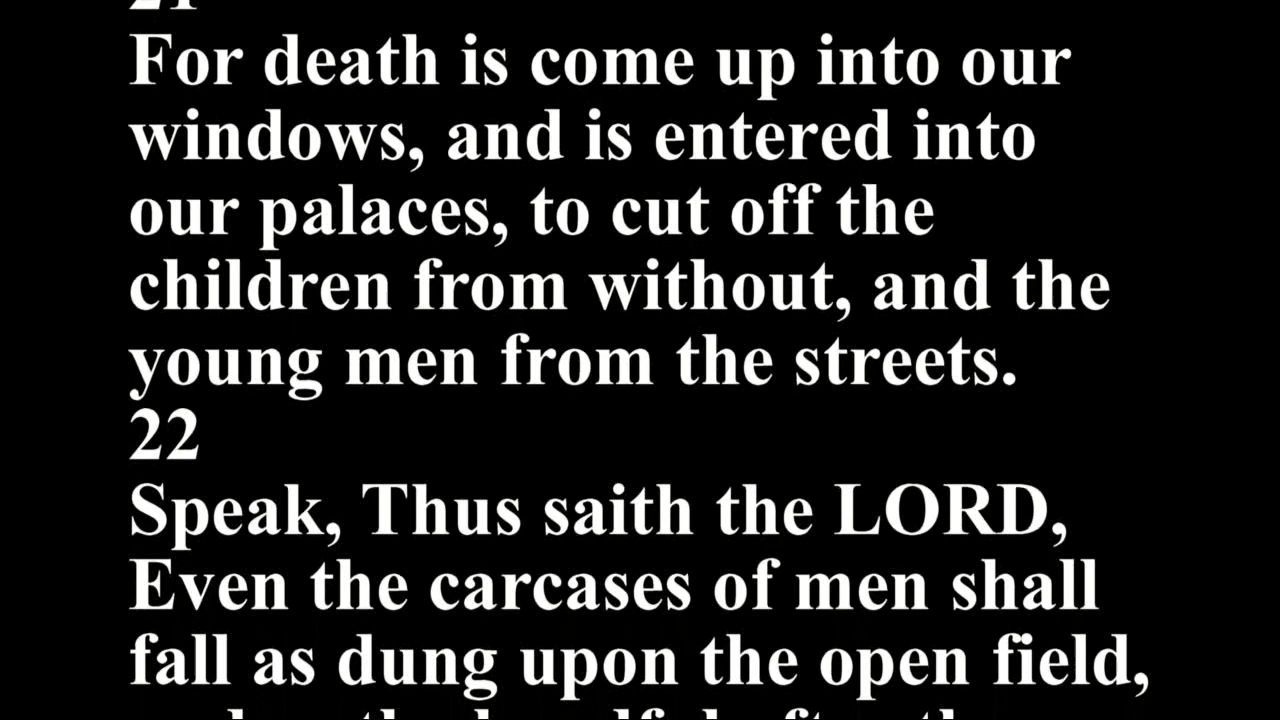 21
For death is come up into our
windows, and is entered into
our palaces, to cut off the
children from without, and the
young men from the streets.
22
Speak, Thus saith the LORD,
Even the carcases of men shall
fall as dung upon the open field,